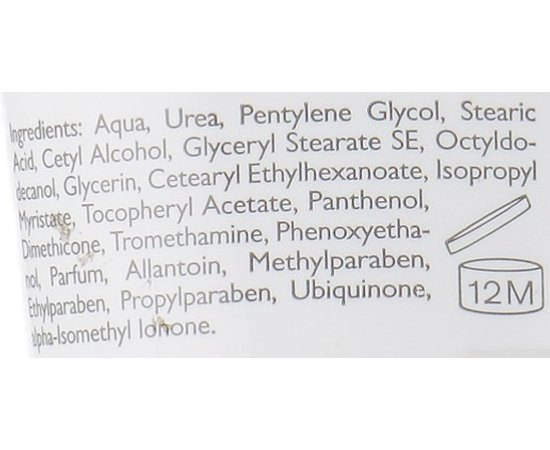 Ingredients: Aqua, Urea, Pentylene Glycol, Stearic
Acid, Cetyl Alcohol, Glyceryl Stearate SE, Octyldo-
decanol, Glycerin, Cetearyl Ethylhexanoate, Isopropyl
Myristate, Tocopheryl Acetate, Panthenol,
Dimethicone, Tromethamine, Phenoxyetha-
nol, Parfum, Allantoin, Methylparaben,
Ethylparaben, Propylparaben, Ubiquinone,
alpha-Isomethyl Ionone.
12M